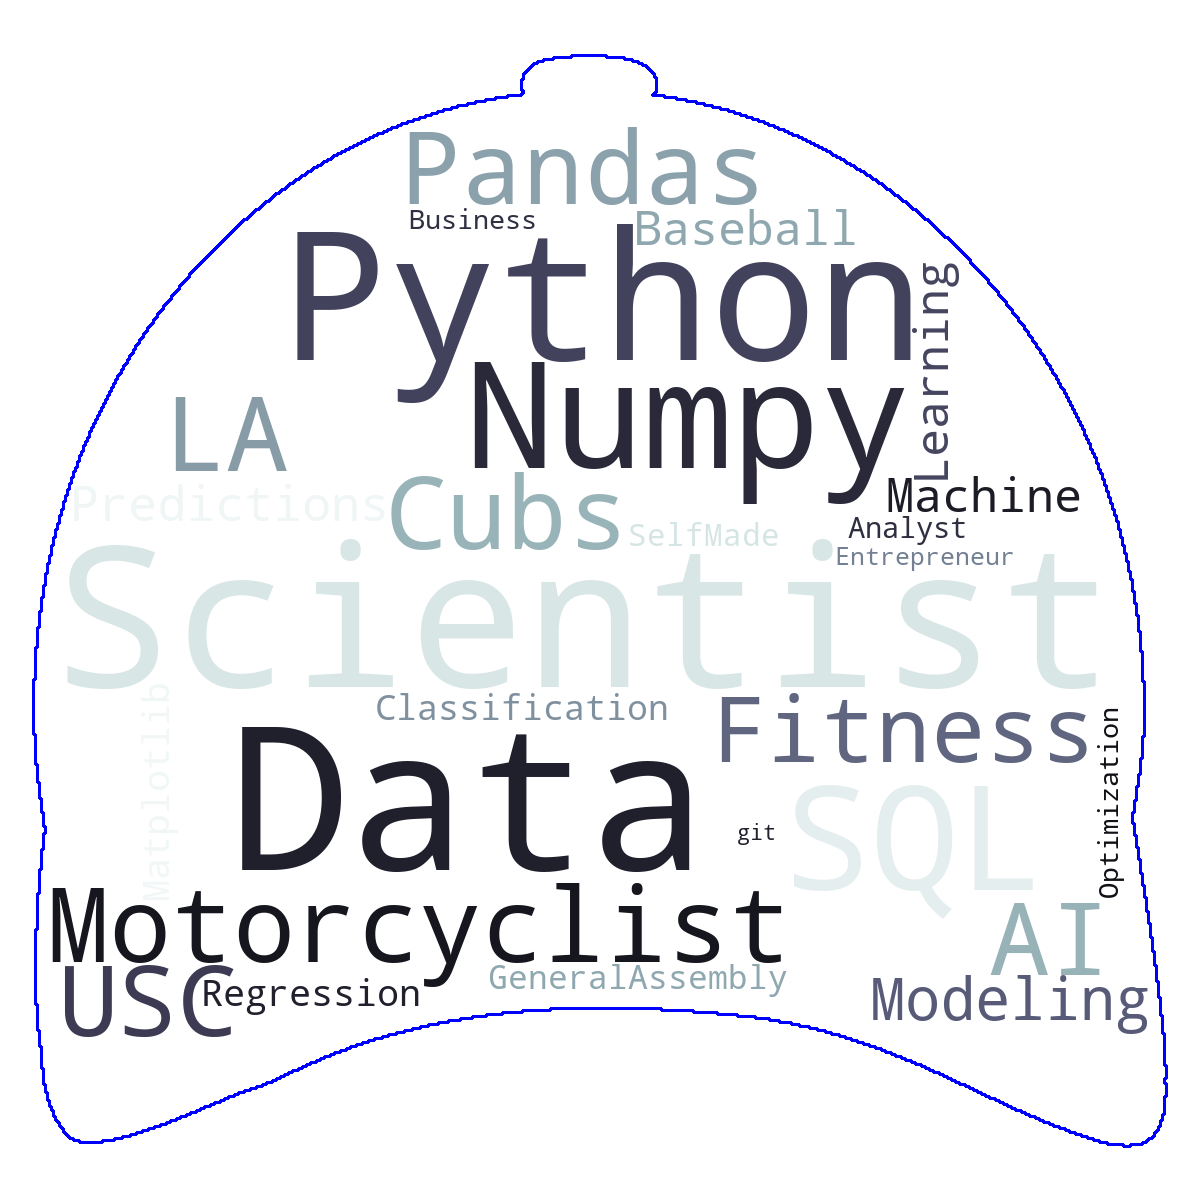 Pandas
Business
Baseball
Python
Learning
Numpy
LA
Cubs
Predictions
Machine
SelfMade
Analyst
Entrepreneur
Scientist
Matplotlib
Classification
Fitness
Optimization
Data
SQL
git
Motorcyclist
AI
USC
Regression
GeneralAssembly
Modeling